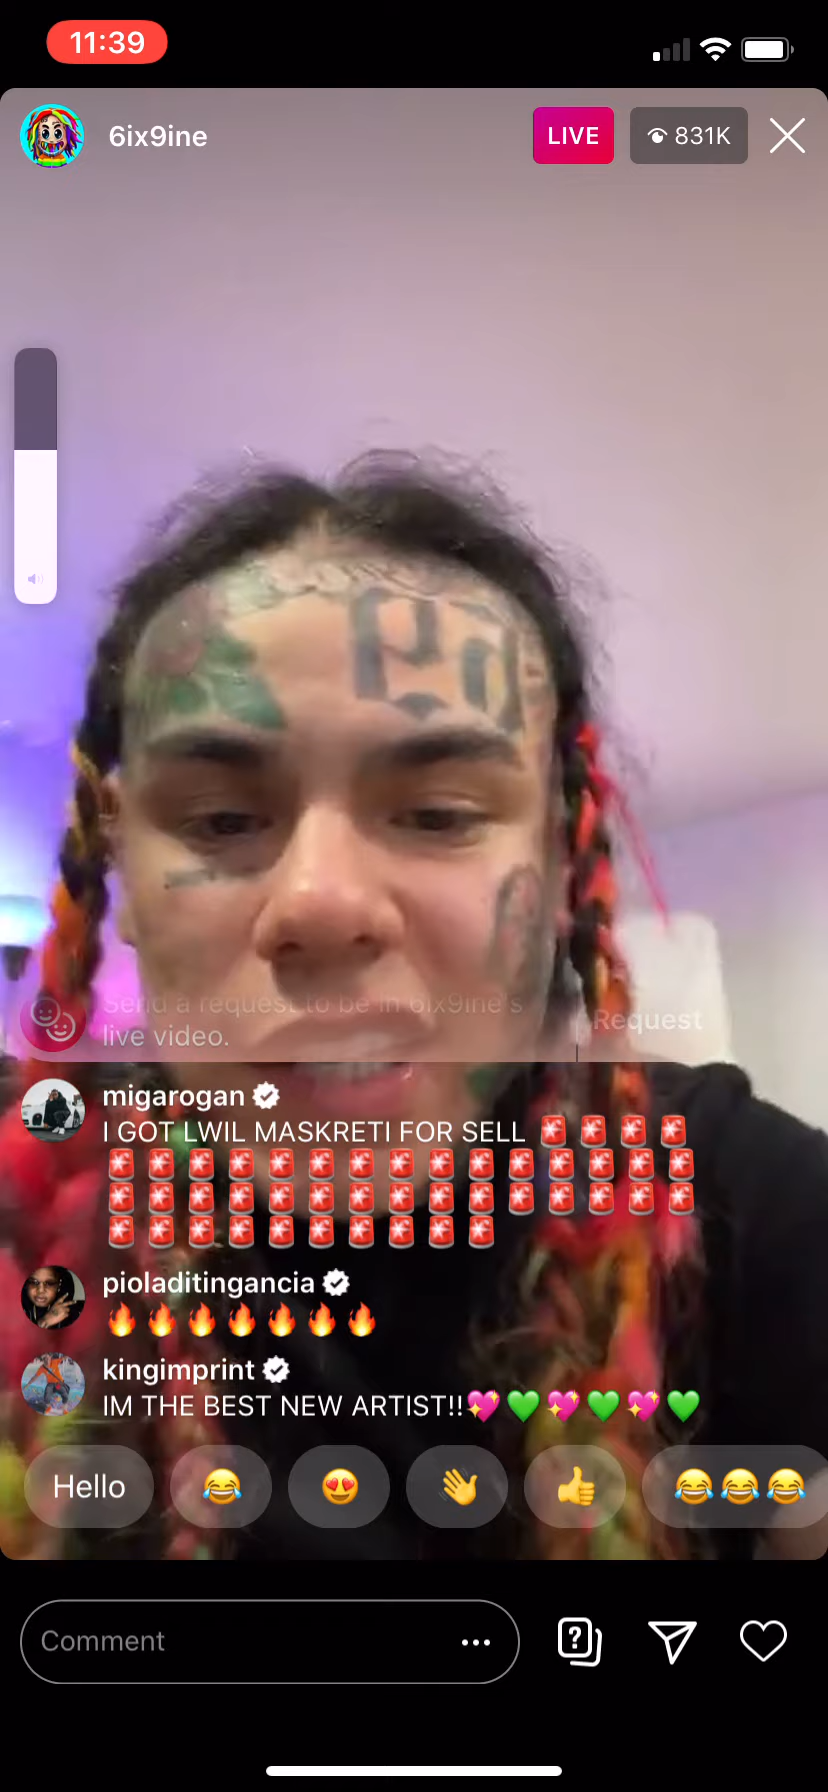 11:39
6ix9ine
LIVE
831K
Send a request to be in 6ix9ine's
live video.
Request
migarogan
I GOT LWIL MASKRETI FOR SELL 🚨🚨🚨🚨
🚨🚨🚨🚨🚨🚨🚨🚨🚨🚨🚨🚨🚨🚨🚨
🚨🚨🚨🚨🚨🚨🚨🚨🚨🚨🚨🚨🚨🚨🚨
🚨🚨🚨🚨🚨🚨🚨🚨🚨🚨
pioladitingancia
🔥🔥🔥🔥🔥🔥🔥
kingimprint
IM THE BEST NEW ARTIST!!💖💚💖💚💖💚
Hello 😂 😍 👋 👍 😂😂😂
Comment